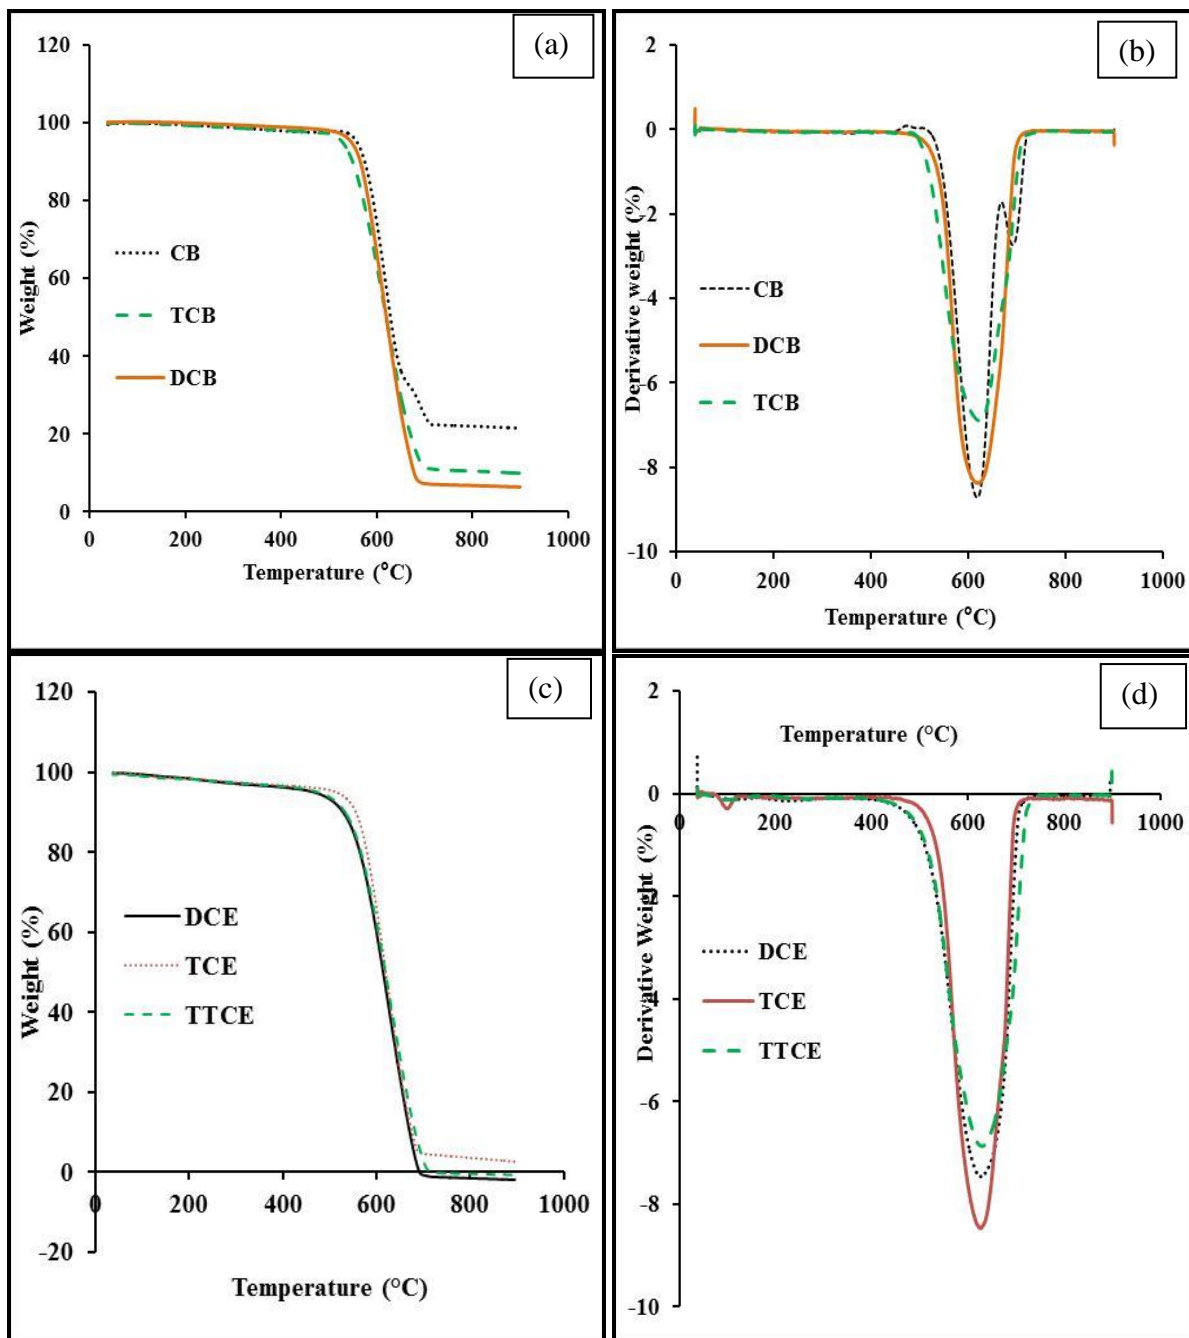 (a)
120
100
80
60
40
20
0
Weight (%)
CB
TCB
DCB
0 200 400 600 800 1000
Temperature (°C)
(b)
2
0
-2
-4
-6
-8
-10
Derivative weight (%)
CB
DCB
TCB
0 200 400 600 800 1000
Temperature (°C)
(c)
120
100
80
60
40
20
0
-20
Weight (%)
DCE
TCE
TTCE
0 200 400 600 800 1000
Temperature (°C)
(d)
2
Temperature (°C)
0
0 200 400 600 800 1000
-2
-4
-6
-8
-10
Derivative Weight (%)
DCE
TCE
TTCE